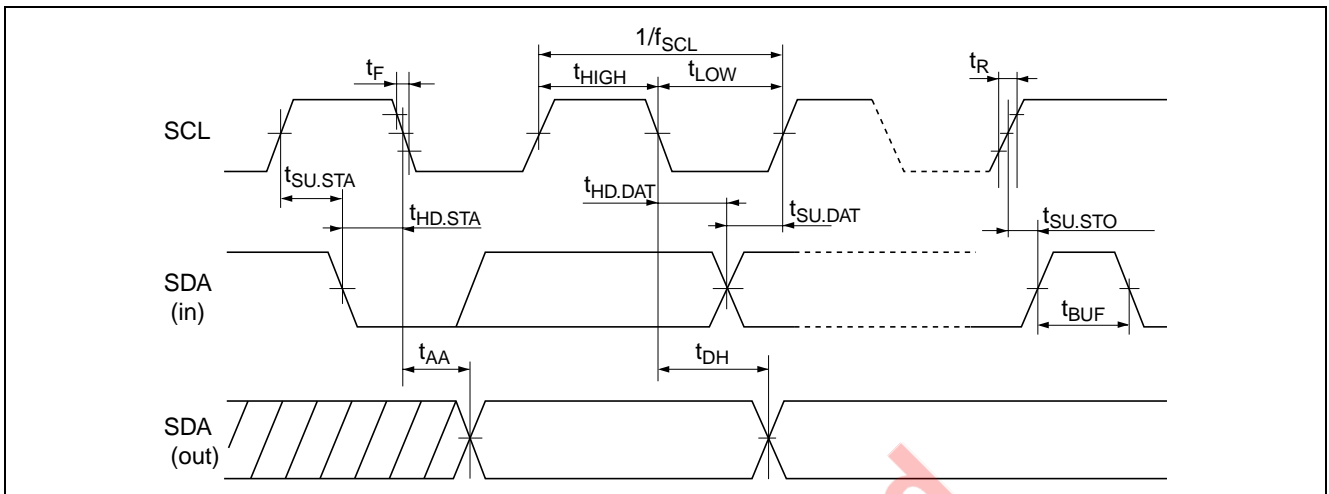 1/fSCL
tF
tHIGH
tLOW
tR
SCL
tSU.STA
tHD.STA
tHD.DAT
tSU.DAT
tSU.STO
SDA
(in)
tBUF
tAA
tDH
SDA
(out)